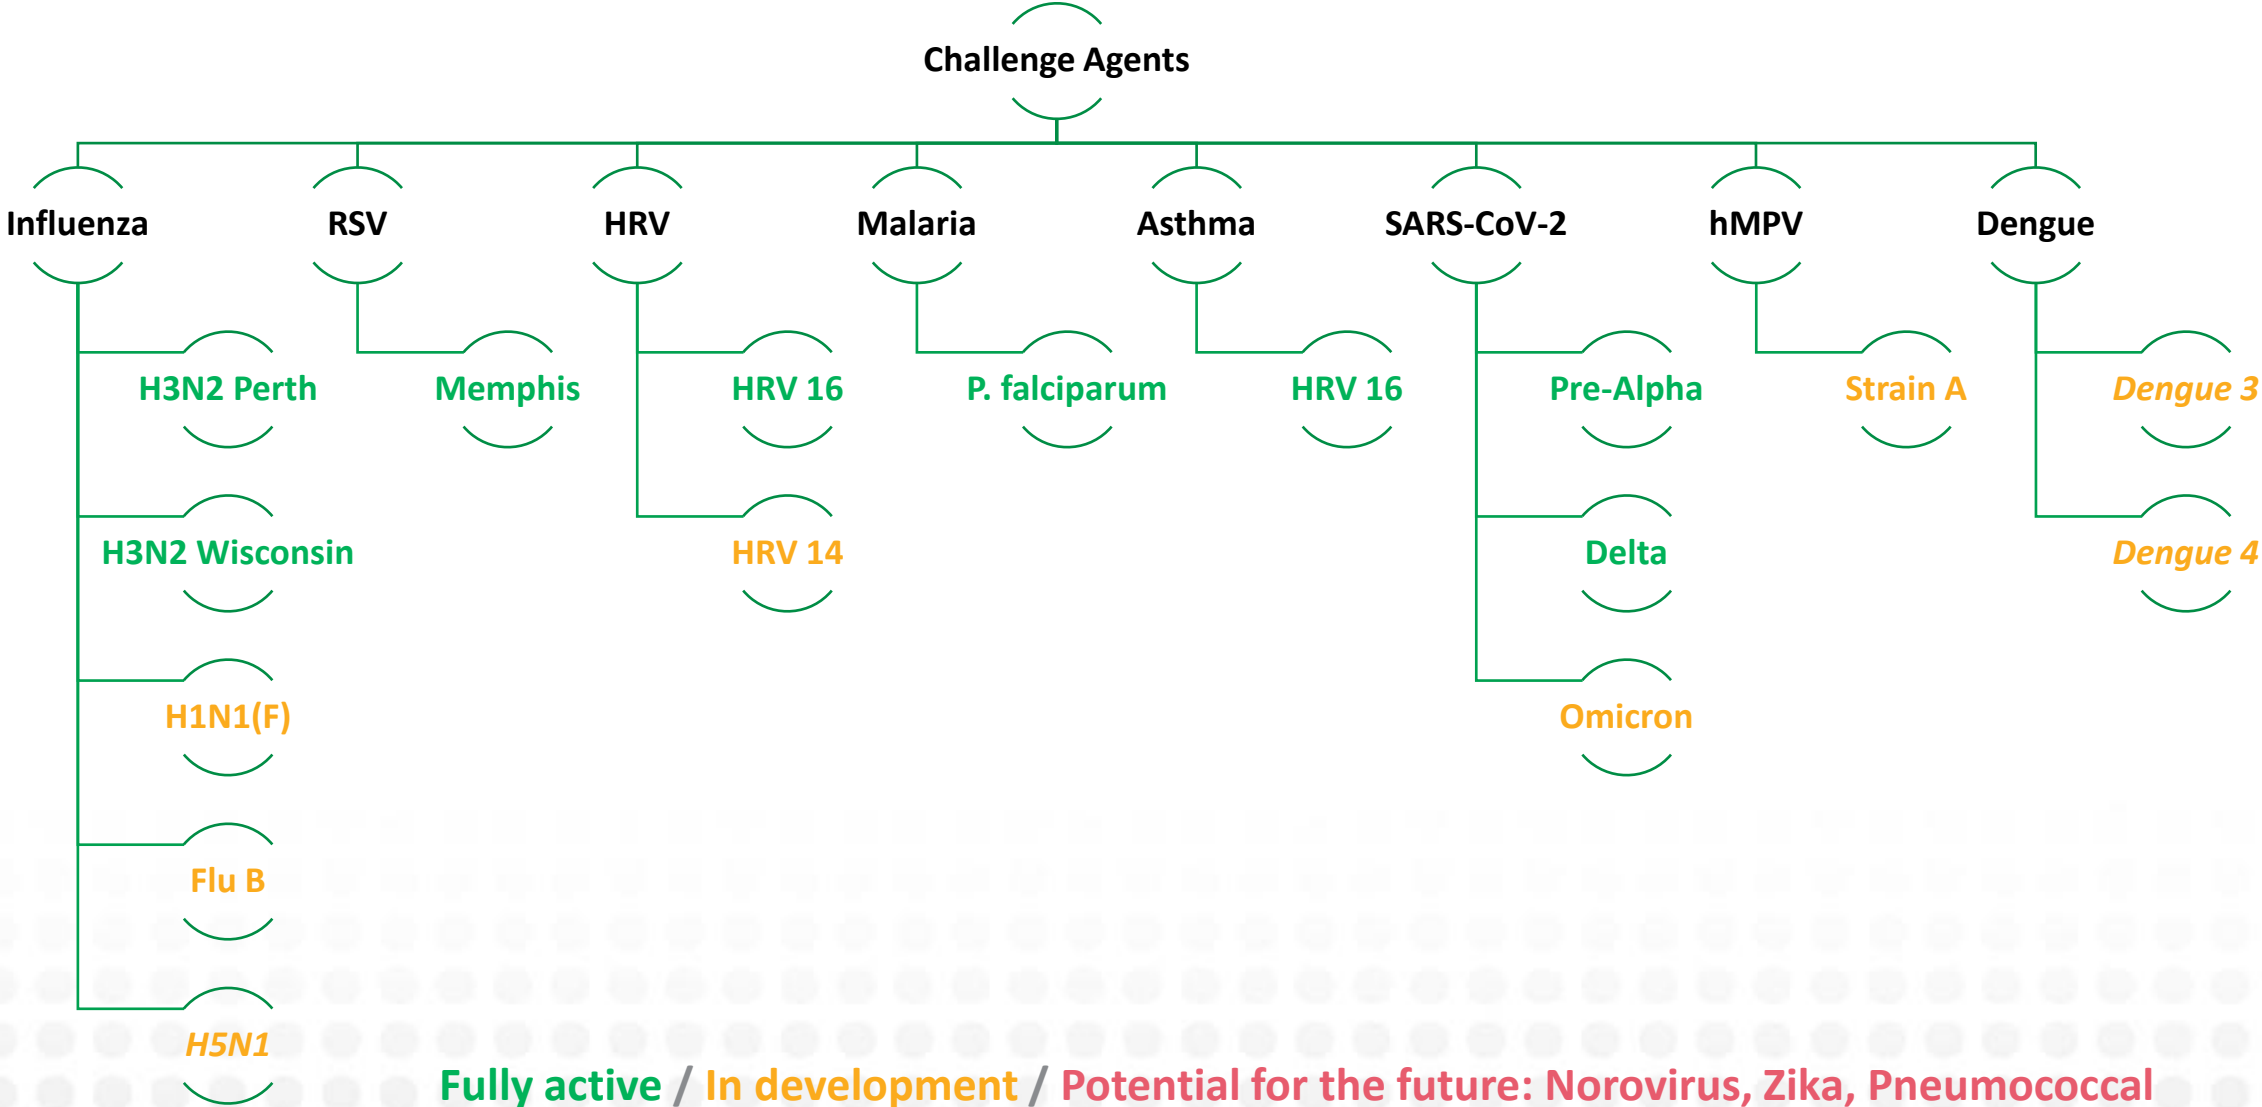 Challenge Agents
Influenza
RSV
HRV
Malaria
Asthma
SARS-CoV-2
hMPV
Dengue
H3N2 Perth
Memphis
HRV 16
P. falciparum
HRV 16
Pre-Alpha
Strain A
Dengue 3
H3N2 Wisconsin
HRV 14
Delta
Dengue 4
H1N1(F)
Omicron
Flu B
H5N1
Fully active / In development / Potential for the future: Norovirus, Zika, Pneumococcal